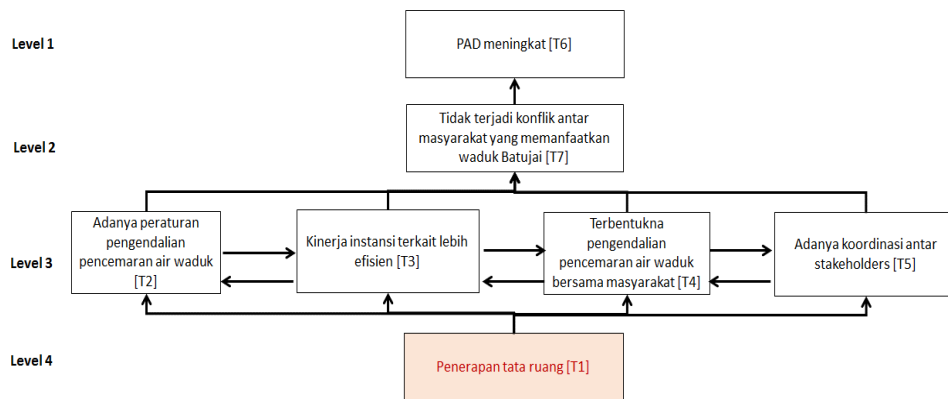 Level 1
PAD meningkat [T6]
Level 2
Tidak terjadi konflik antar
masyarakat yang memanfaatkan
waduk Batujai [T7]
Level 3
Adanya peraturan
pengendalian
pencemaran air waduk
[T2]
Kinerja instansi terkait lebih
efisien [T3]
Terbentukna
pengendalian
pencemaran air waduk
bersama masyarakat [T4]
Adanya koordinasi antar
stakeholders [T5]
Level 4
Penerapan tata ruang [T1]